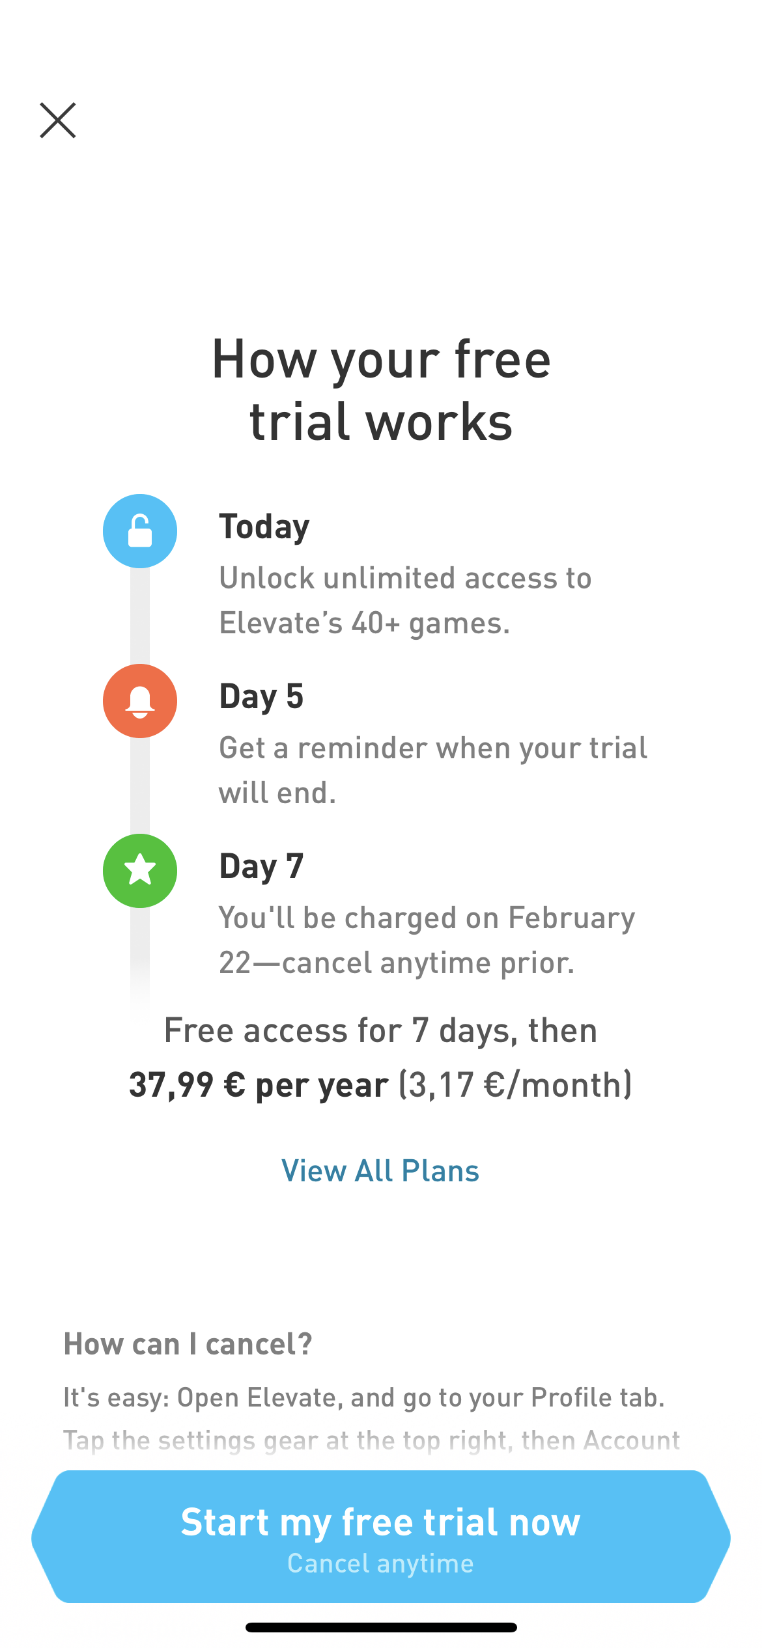 How your free
trial works
Today
Unlock unlimited access to
Elevate’s 40+ games.
Day 5
Get a reminder when your trial
will end.
Day 7
You'll be charged on February
22—cancel anytime prior.
Free access for 7 days, then
37,99 € per year (3,17 €/month)
View All Plans
How can I cancel?
It's easy: Open Elevate, and go to your Profile tab.
Tap the settings gear at the top right, then Account
Start my free trial now
Cancel anytime